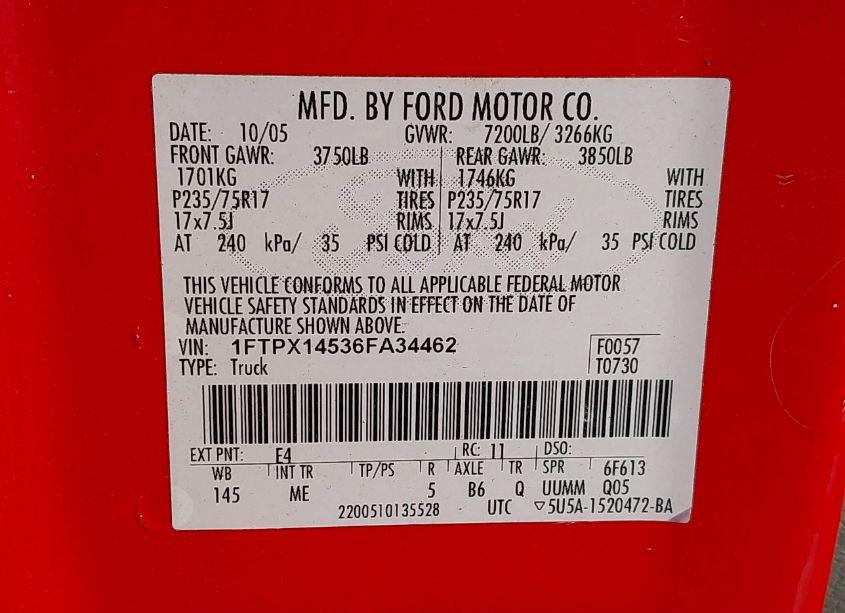 MFD. BY FORD MOTOR CO.
DATE: 10/05 GVWR: 7200LB/ 3266KG
FRONT GAWR: 3750LB REAR GAWR: 3850LB
1701KG WITH 1746KG WITH
P235/75R17 TIRES P235/75R17 TIRES
17x7.5J RIMS 17x7.5J RIMS
AT 240 kPa/ 35 PSI COLD AT 240 kPa/ 35 PSI COLD
THIS VEHICLE CONFORMS TO ALL APPLICABLE FEDERAL MOTOR
VEHICLE SAFETY STANDARDS IN EFFECT ON THE DATE OF
MANUFACTURE SHOWN ABOVE.
VIN: 1FTPX14536FA34462 F0057
TYPE: Truck T0730
EXT PNT: E4 RC: 11 DSO:
WB INT TR TP/PS R AXLE TR SPR 6F613
145 ME 5 B6 Q UUMM Q05
2200510135528 UTC ▽5U5A-1520472-BA